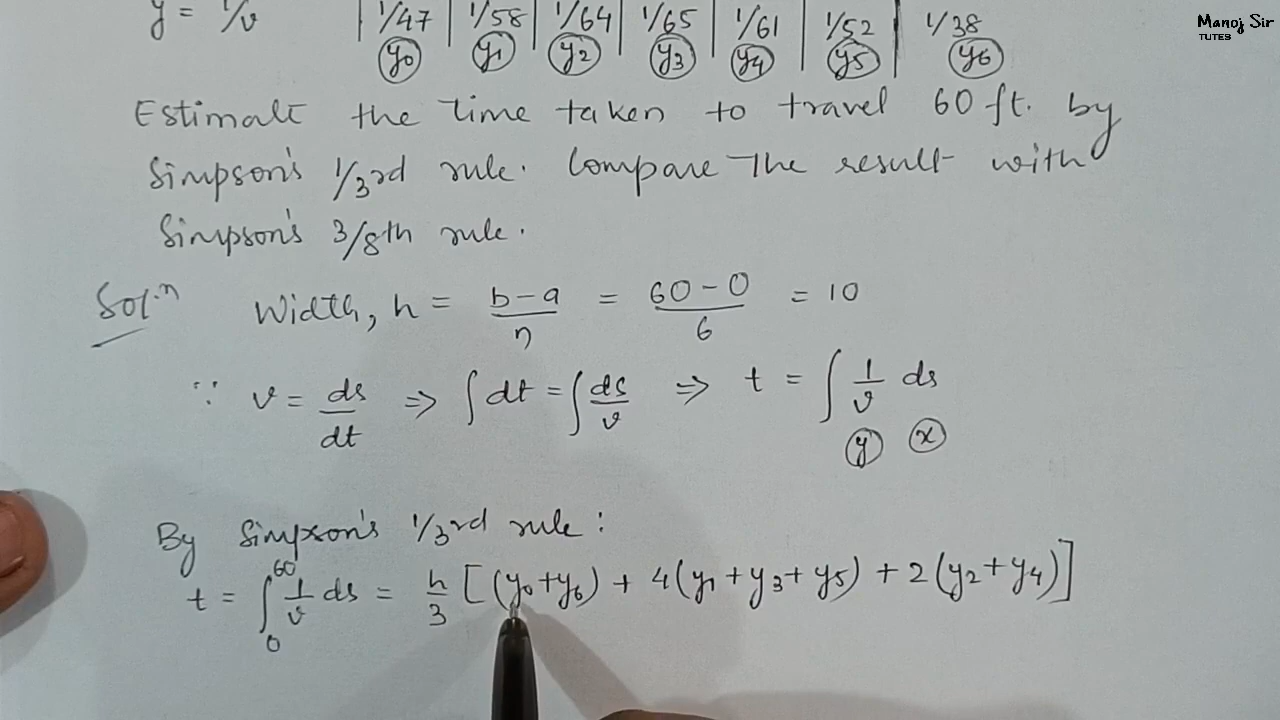 Manoj Sir
TUTES
y = 1/v | 1/47 | 1/58 | 1/64 | 1/65 | 1/61 | 1/52 | 1/38
y₀ y₁ y₂ y₃ y₄ y₅ y₆
Estimate the time taken to travel 60 ft. by
Simpson's 1/3rd rule. Compare the result with
Simpson's 3/8th rule.
Sol.ⁿ Width, h = (b-a)/n = (60-0)/6 = 10
∵ v = ds/dt ⇒ ∫dt = ∫ds/v ⇒ t = ∫ 1/v ds
y x
By Simpson's 1/3rd rule:
t = ∫₀⁶⁰ 1/v ds = h/3 [(y₀+y₆) + 4(y₁+y₃+y₅) + 2(y₂+y₄)]